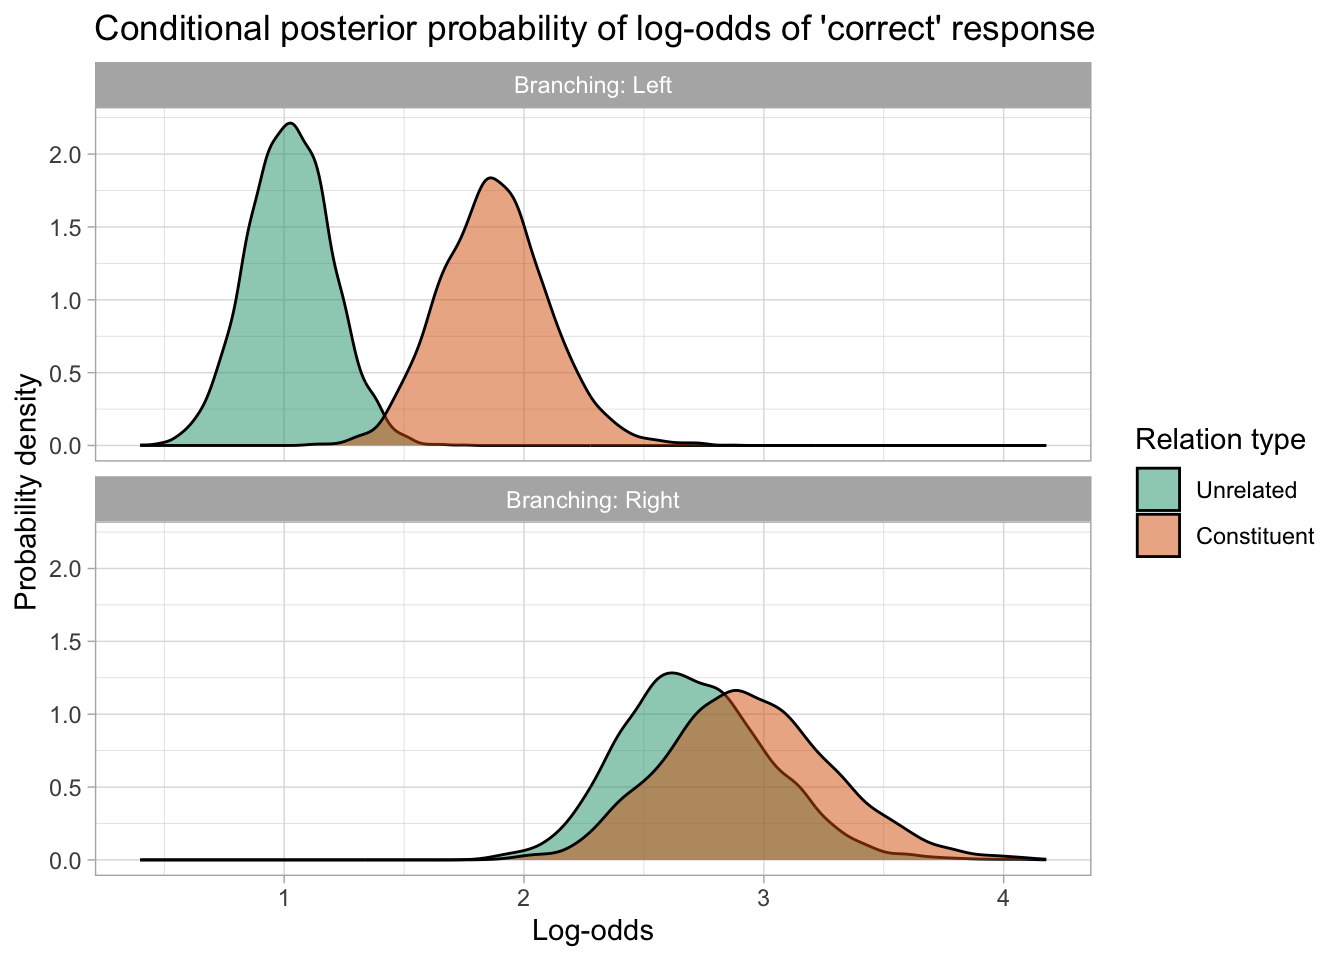 Conditional posterior probability of log-odds of 'correct' response
Branching: Left
2.0
1.5
1.0
0.5
0.0
Probability density
Branching: Right
2.0
1.5
1.0
0.5
0.0
1 2 3 4
Log-odds
Relation type
Unrelated
Constituent